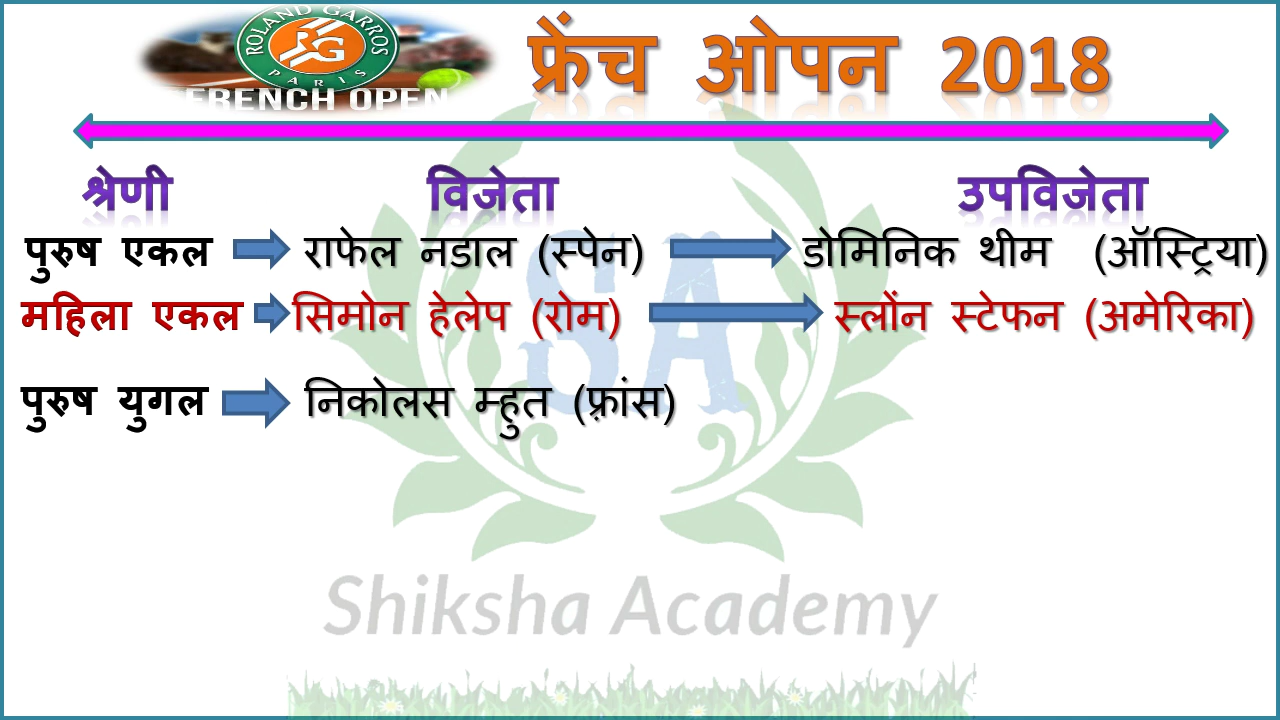 ROLAND GARROS
RG
PARIS
FRENCH OPEN
फ्रेंच ओपन 2018
श्रेणी विजेता उपविजेता
पुरुष एकल राफेल नडाल (स्पेन) डोमिनिक थीम (ऑस्ट्रिया)
महिला एकल सिमोन हेलेप (रोम) स्लोंन स्टेफन (अमेरिका)
पुरुष युगल निकोलस म्हुत (फ़्रांस)
SA
Shiksha Academy